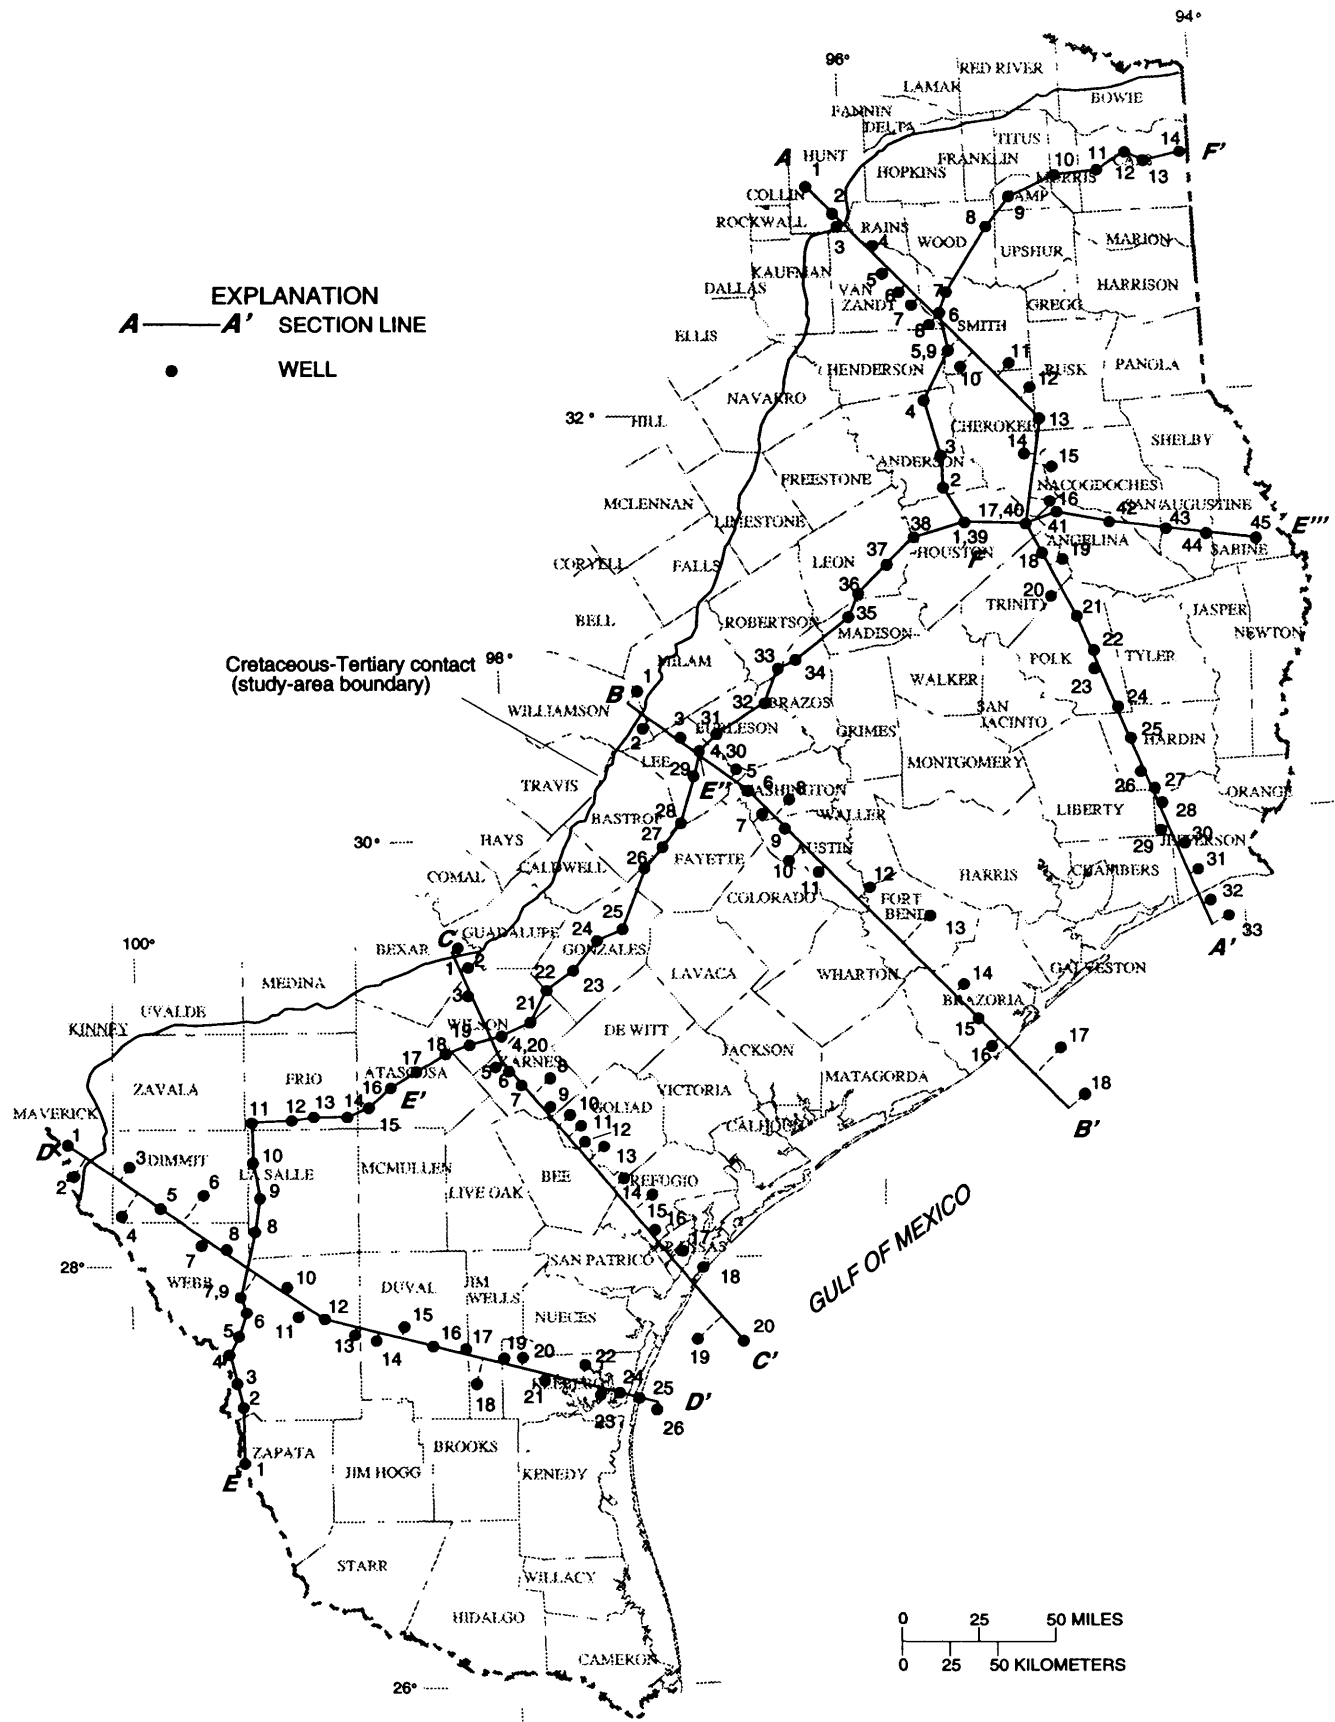 94°
96°
RED RIVER
LAMAR
BOWIE
FANNIN
DELTA
TITUS
14
F'
A
HUNT
1
FRANKLIN
10
11
HOPKINS
MORRIS
12
13
COLLIN
2
9
ROCKWALL
3
RAINS
4
8
WOOD
UPSHUR
MARION
KAUFMAN
5
DALLAS
VAN
ZANDT
6
7
7
HARRISON
GREGG
EXPLANATION
A
A'
SECTION LINE
8
6
SMITH
ELLIS
5,9
WELL
HENDERSON
10
11
RUSK
12
PANOLA
NAVARRO
4
32°
HILL
CHEROKEE
13
14
SHELBY
3
ANDERSON
15
FREESTONE
2
NACOGDOCHES
MCLENNAN
16
SAN AUGUSTINE
LIMESTONE
38
17,40
41
42
43
45
E'''
1,39
F
HOUSTON
ANGELINA
44
SABINE
37
CORYELL
FALLS
LEON
18
19
36
20
TRINITY
21
JASPER
BELL
35
ROBERTSON
MADISON
NEWTON
Cretaceous-Tertiary contact
(study-area boundary)
98°
MILAM
33
34
22
POLK
TYLER
23
B
1
WALKER
WILLIAMSON
32
BRAZOS
SAN
JACINTO
24
2
3
31
BURLESON
GRIMES
25
HARDIN
4,30
LEE
29
5
MONTGOMERY
26
27
TRAVIS
E''
6
WASHINGTON
8
28
ORANGE
BASTROP
28
7
WALLER
LIBERTY
30°
HAYS
27
9
AUSTIN
29
30
JEFFERSON
26
FAYETTE
10
31
CALDWELL
11
12
COMAL
COLORADO
FORT
BEND
HARRIS
CHAMBERS
32
13
33
25
A'
C
GUADALUPE
24
100°
BEXAR
GONZALES
1
2
22
23
LAVACA
WHARTON
14
GALVESTON
MEDINA
3
BRAZORIA
UVALDE
21
15
KINNEY
WILSON
19
DE WITT
16
17
18
4,20
JACKSON
17
5
KARNES
8
18
ZAVALA
FRIO
ATASCOSA
16
6
7
MATAGORDA
E'
VICTORIA
MAVERICK
11
12
13
14
15
9
10
GOLIAD
B'
1
11
CALHOUN
D
12
3
DIMMIT
10
13
LA SALLE
MCMULLEN
BEE
2
6
REFUGIO
5
9
LIVE OAK
14
4
15
8
16
7
8
17
ARANSAS
SAN PATRICO
28°
18
GULF OF MEXICO
WEBB
10
DUVAL
JIM
WELLS
7,9
12
NUECES
6
11
15
5
13
14
16
17
20
4
19
20
19
C'
3
22
KLEBERG
24
25
D'
2
18
21
23
26
ZAPATA
BROOKS
E
1
JIM HOGG
KENEDY
STARR
WILLACY
HIDALGO
0
25
50 MILES
CAMERON
0
25
50 KILOMETERS
26°